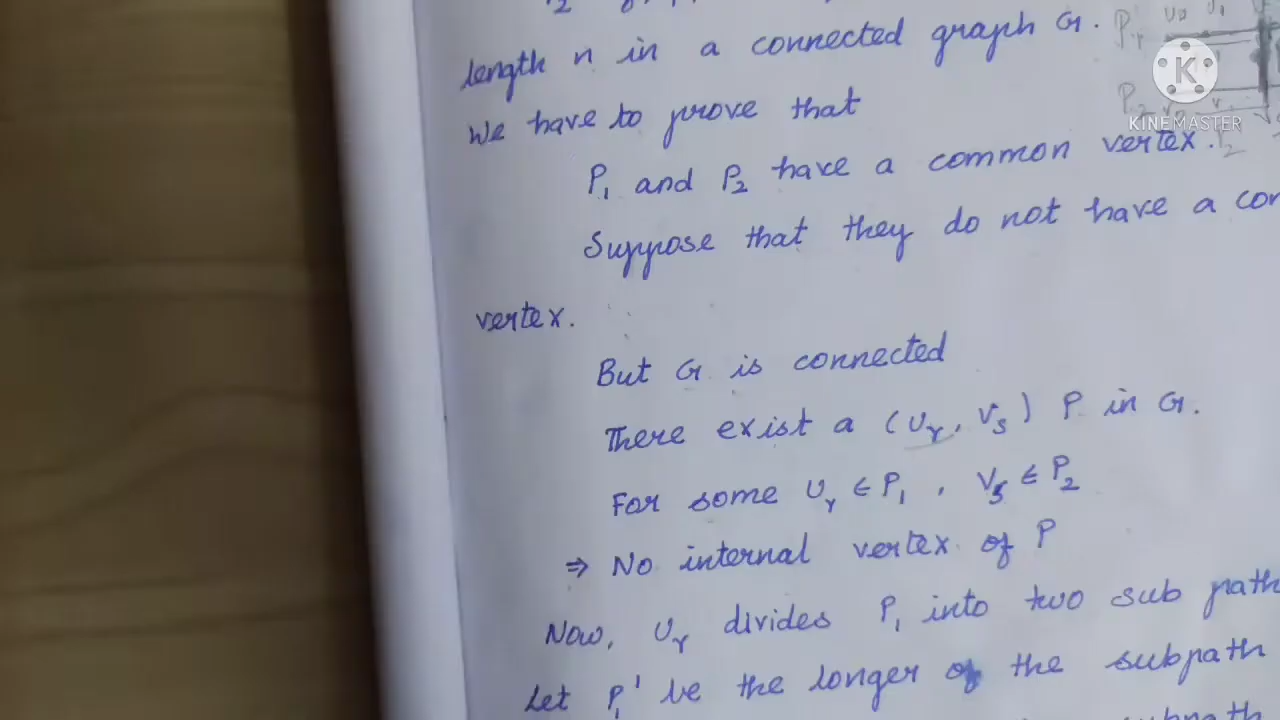 length n in a connected graph G.
We have to prove that
P1 and P2 have a common vertex.
Suppose that they do not have a
vertex.
But G is connected
There exist a (Ur, Vs) P in G.
For some Ur ∈ P1, Vs ∈ P2
⇒ No internal vertex of P
Now, Ur divides P1 into two sub path
Let P1' be the longer of the subpath
KINEMASTER